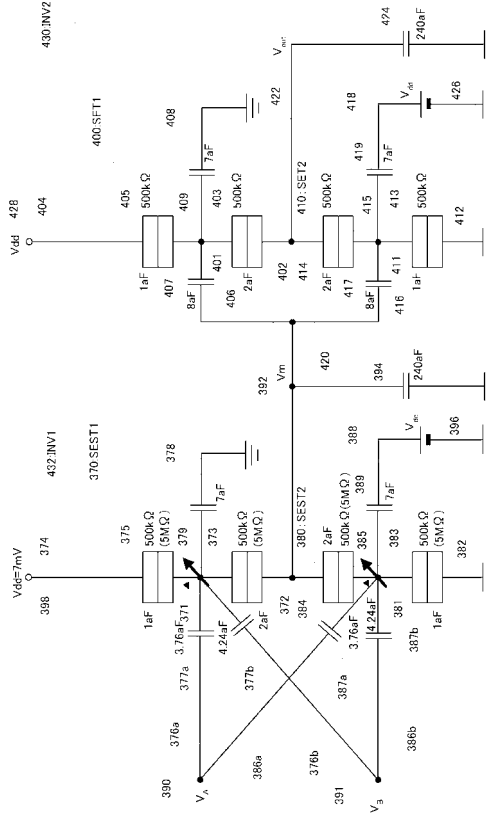 430:INV2
432:INV1
400:SET1
370:SEST1
Vdd=7mV
374
398
375
500kΩ
(5MΩ)
1aF
379
371
373
378
7aF
3.76aF
377a
376a
4.24aF
377b
500kΩ
(5MΩ)
2aF
372
384
380:SEST2
390
VA
386a
376b
391
VB
387a
3.76aF
2aF
500kΩ(5MΩ)
385
389
388
7aF
383
381
4.24aF
387b
386b
500kΩ
(5MΩ)
1aF
382
Vdd
396
392
Vm
420
394
240aF
Vdd
428
404
405
500kΩ
1aF
407
409
403
408
7aF
401
8aF
406
500kΩ
2aF
402
414
410:SET2
422
Vout
500kΩ
2aF
417
415
419
418
7aF
413
411
8aF
416
500kΩ
1aF
412
Vdd
426
424
240aF